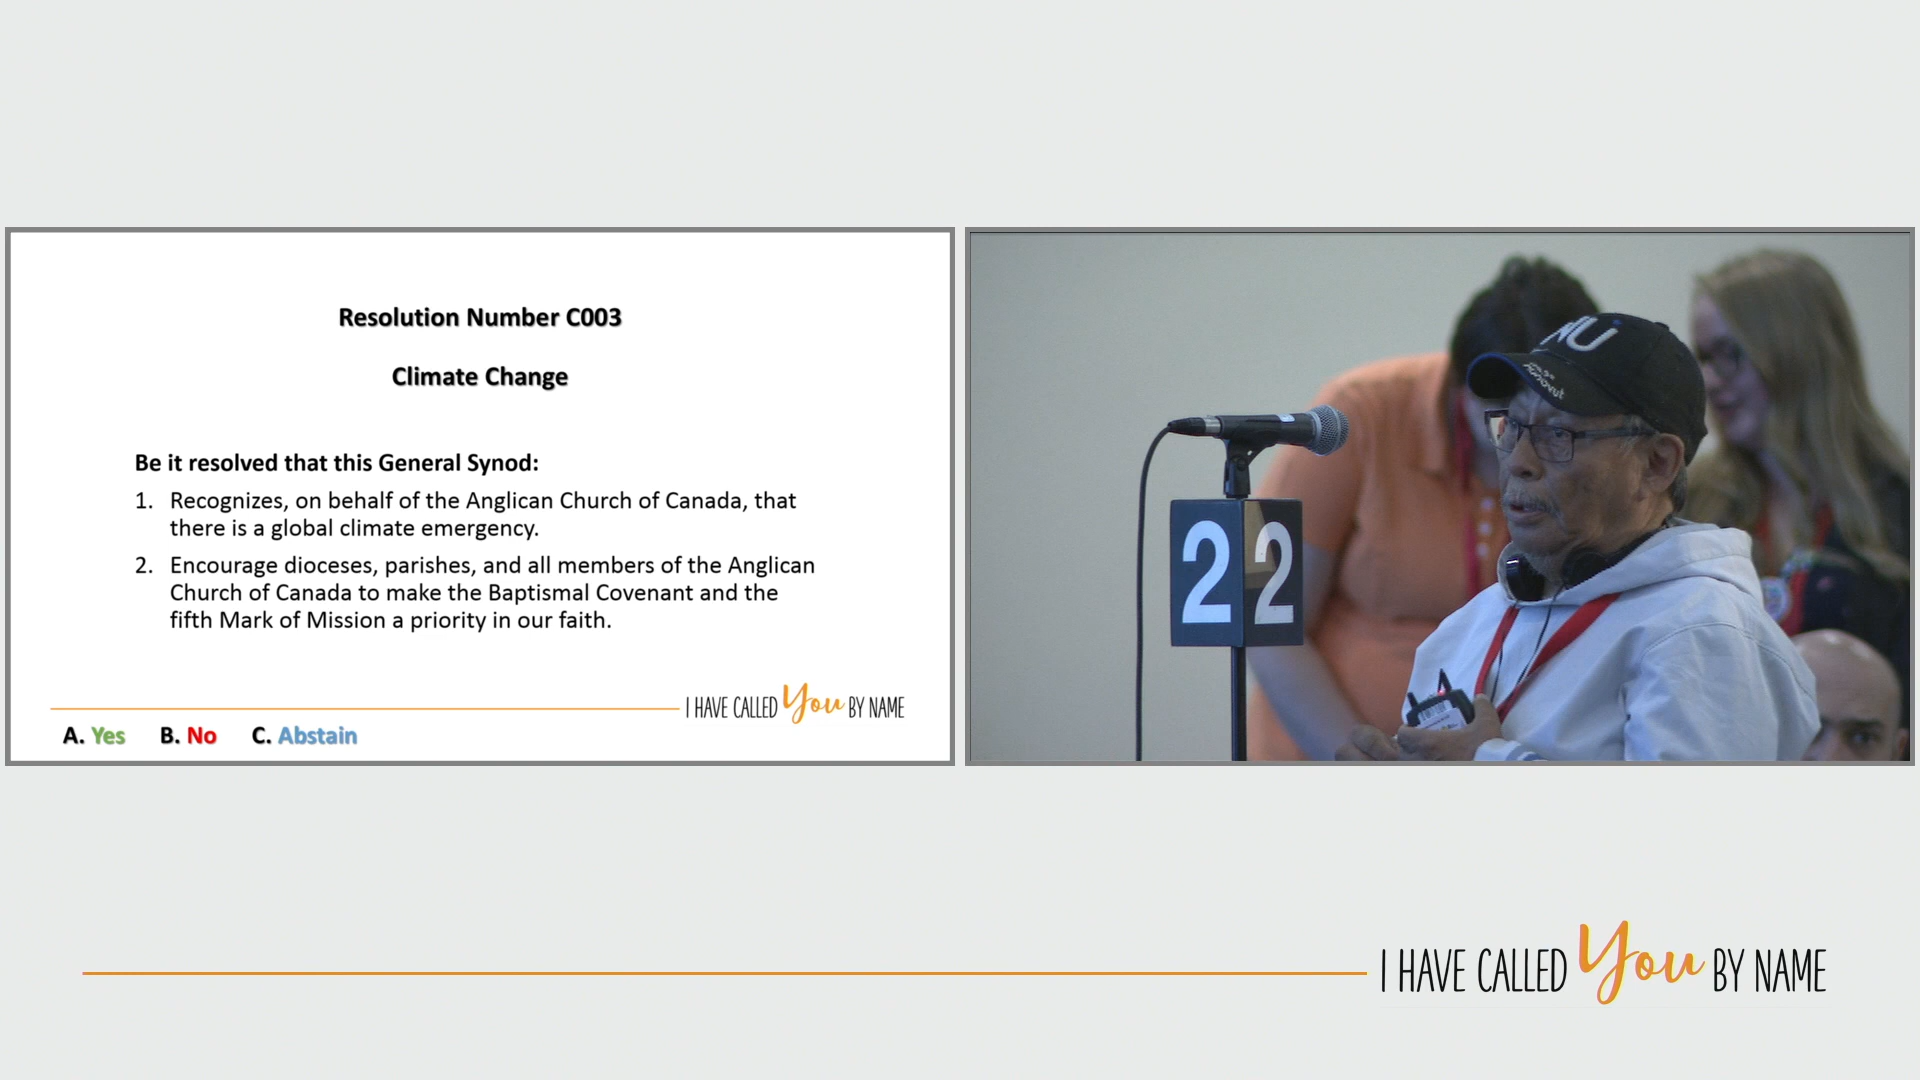 Resolution Number C003
Climate Change
Be it resolved that this General Synod:
1. Recognizes, on behalf of the Anglican Church of Canada, that
there is a global climate emergency.
2. Encourage dioceses, parishes, and all members of the Anglican
Church of Canada to make the Baptismal Covenant and the
fifth Mark of Mission a priority in our faith.
I HAVE CALLED You BY NAME
A. Yes B. No C. Abstain
NU
Nunavut
2 2
I HAVE CALLED You BY NAME